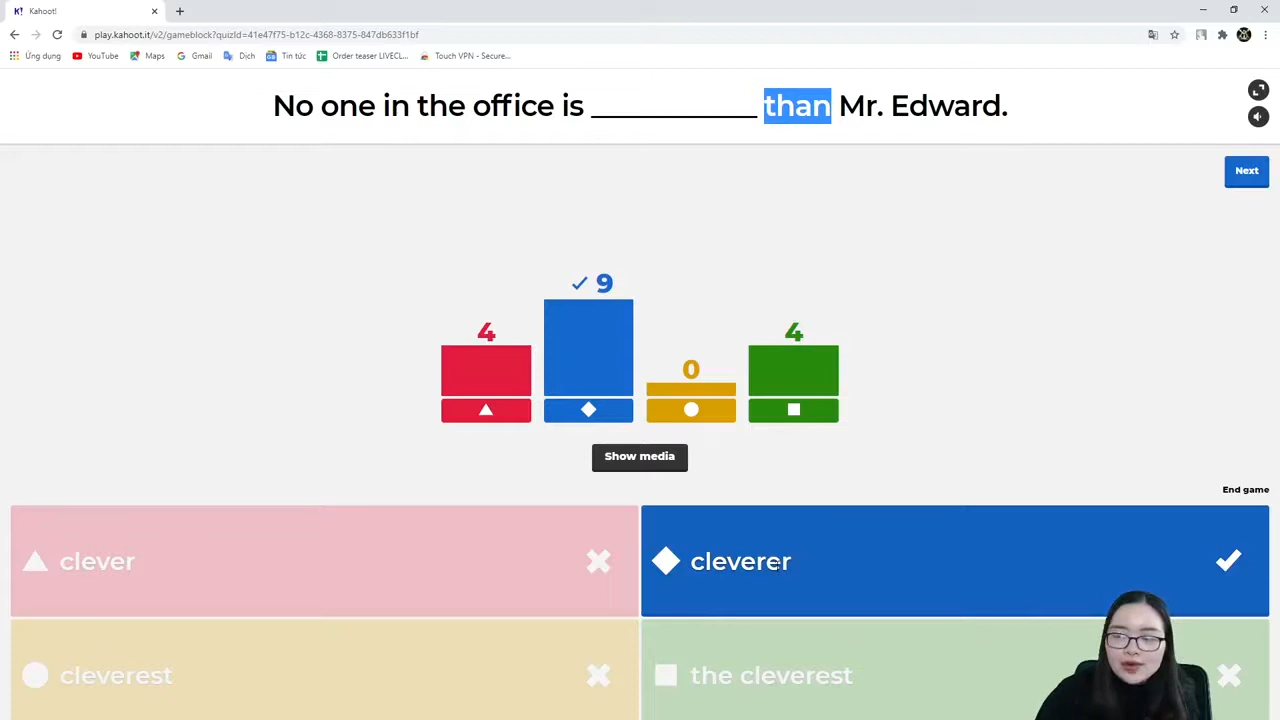 K! Kahoot!
play.kahoot.it/v2/gameblock?quizId=41e47f75-b12c-4368-8375-847db633f1bf
Ứng dung YouTube Maps Gmail Dịch Tin tức Order teaser LIVECL... Touch VPN - Secure...
No one in the office is ____________ than Mr. Edward.
Next
9
4
4
0
Show media
End game
clever
cleverer
cleverest
the cleverest